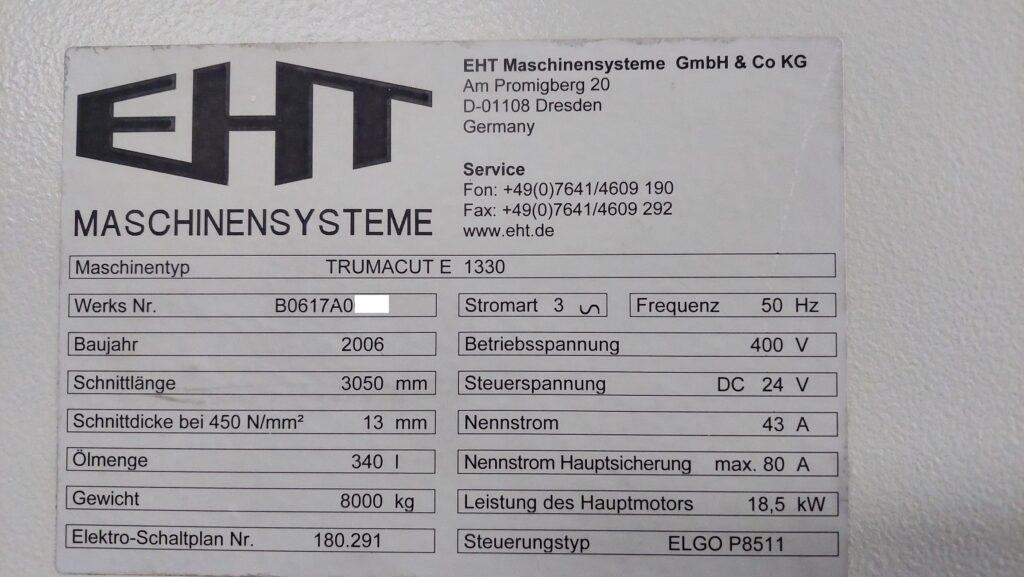 EHT
MASCHINENSYSTEME
EHT Maschinensysteme GmbH & Co KG
Am Promigberg 20
D-01108 Dresden
Germany
Service
Fon: +49(0)7641/4609 190
Fax: +49(0)7641/4609 292
www.eht.de
Maschinentyp TRUMACUT E 1330
Werks Nr. B0617A0
Stromart 3 ∽
Frequenz 50 Hz
Baujahr 2006
Betriebsspannung 400 V
Schnittlänge 3050 mm
Steuerspannung DC 24 V
Schnittdicke bei 450 N/mm² 13 mm
Nennstrom 43 A
Ölmenge 340 l
Nennstrom Hauptsicherung max. 80 A
Gewicht 8000 kg
Leistung des Hauptmotors 18,5 kW
Elektro-Schaltplan Nr. 180.291
Steuerungstyp ELGO P8511